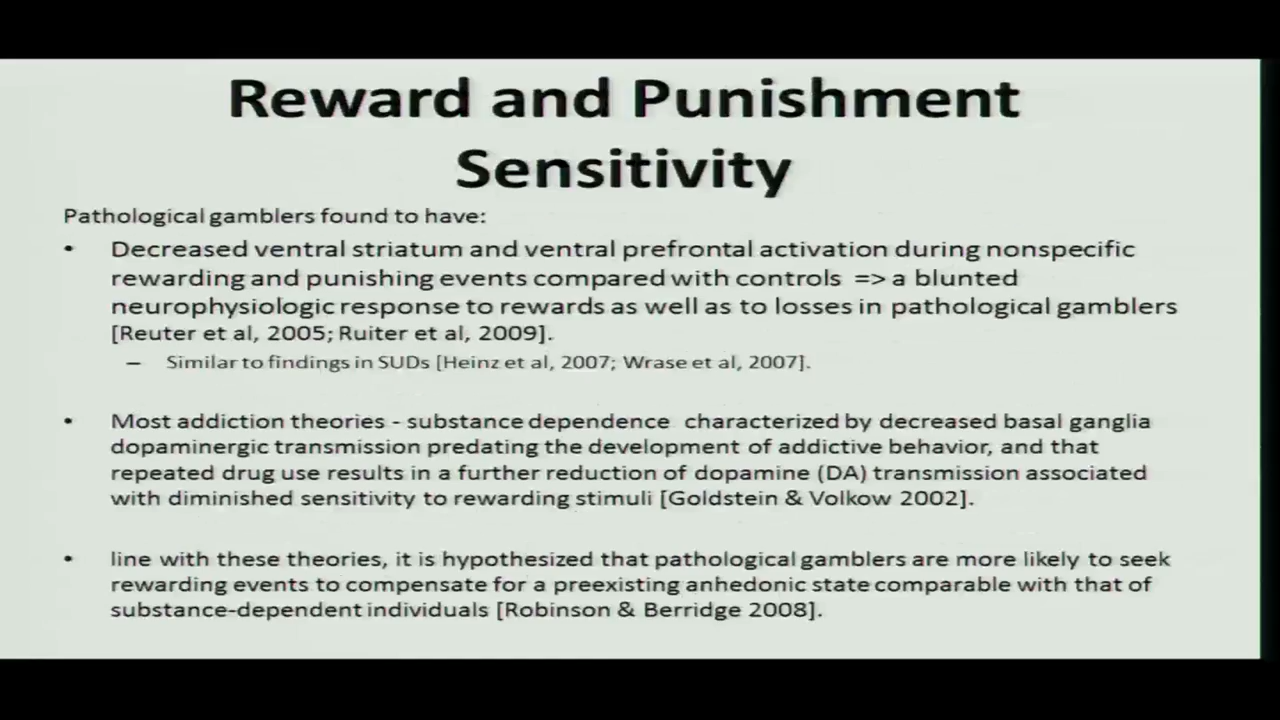 Reward and Punishment
Sensitivity
Pathological gamblers found to have:
• Decreased ventral striatum and ventral prefrontal activation during nonspecific
rewarding and punishing events compared with controls => a blunted
neurophysiologic response to rewards as well as to losses in pathological gamblers
[Reuter et al, 2005; Ruiter et al, 2009].
– Similar to findings in SUDs [Heinz et al, 2007; Wrase et al, 2007].
• Most addiction theories - substance dependence characterized by decreased basal ganglia
dopaminergic transmission predating the development of addictive behavior, and that
repeated drug use results in a further reduction of dopamine (DA) transmission associated
with diminished sensitivity to rewarding stimuli [Goldstein & Volkow 2002].
• line with these theories, it is hypothesized that pathological gamblers are more likely to seek
rewarding events to compensate for a preexisting anhedonic state comparable with that of
substance-dependent individuals [Robinson & Berridge 2008].